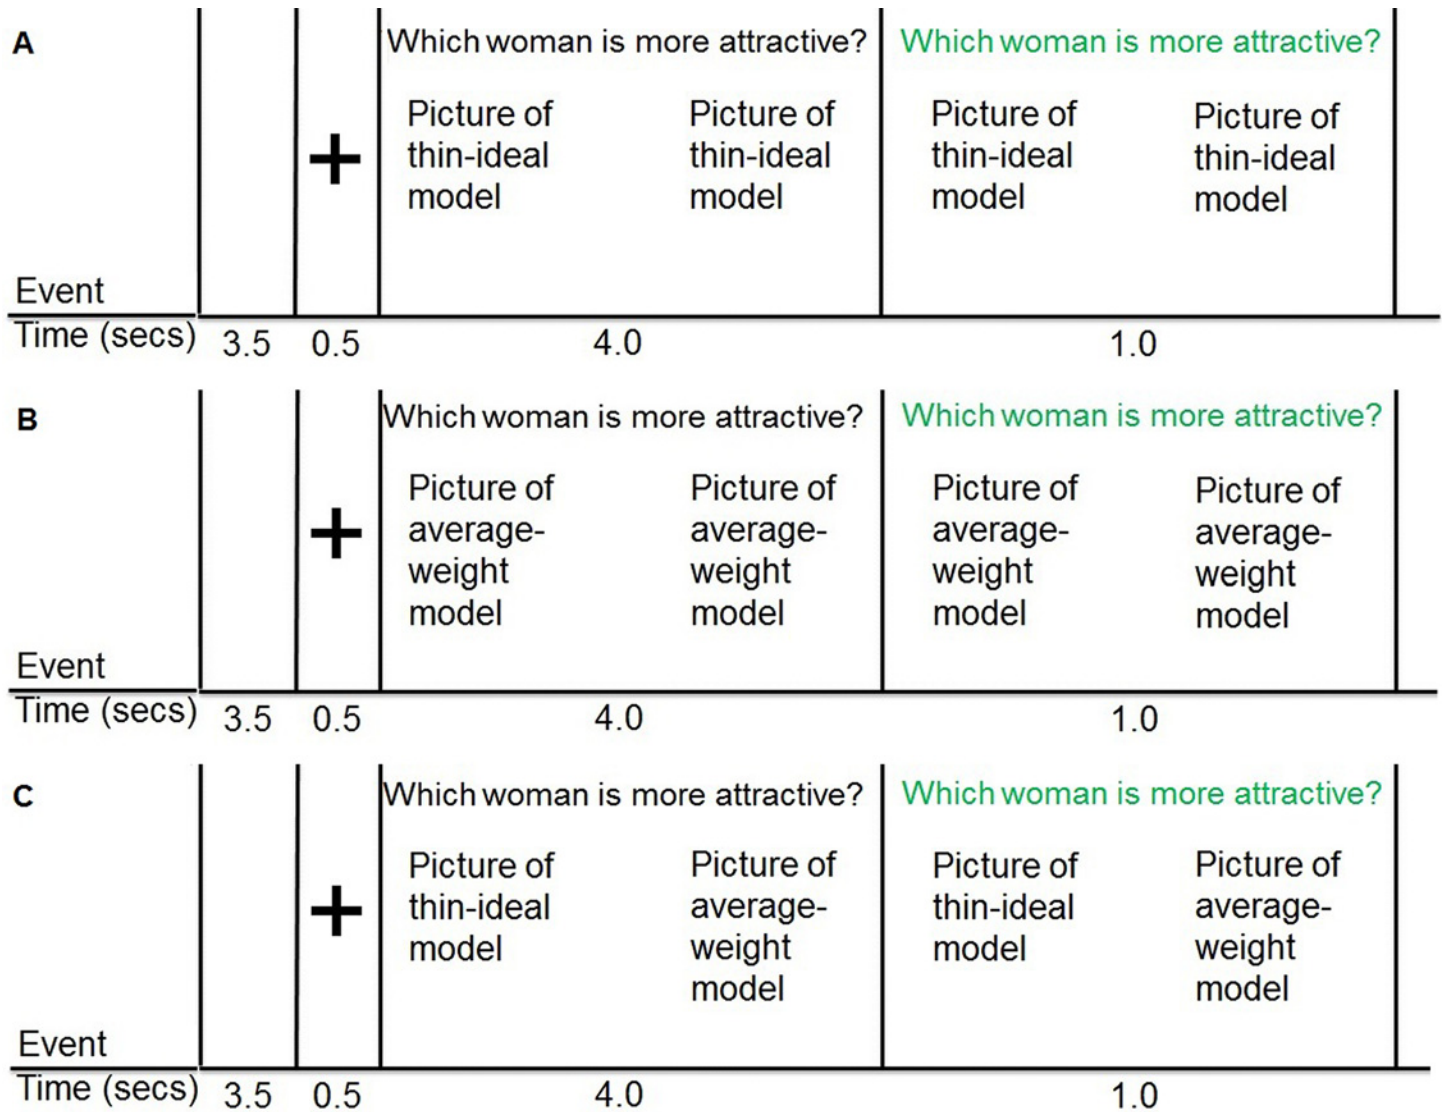 A
Which woman is more attractive?
Which woman is more attractive?
Picture of
thin-ideal
model
Picture of
thin-ideal
model
Picture of
thin-ideal
model
Picture of
thin-ideal
model
+
Event
Time (secs) 3.5 0.5 4.0 1.0
B
Which woman is more attractive?
Which woman is more attractive?
Picture of
average-
weight
model
Picture of
average-
weight
model
Picture of
average-
weight
model
Picture of
average-
weight
model
+
Event
Time (secs) 3.5 0.5 4.0 1.0
C
Which woman is more attractive?
Which woman is more attractive?
Picture of
thin-ideal
model
Picture of
average-
weight
model
Picture of
thin-ideal
model
Picture of
average-
weight
model
+
Event
Time (secs) 3.5 0.5 4.0 1.0